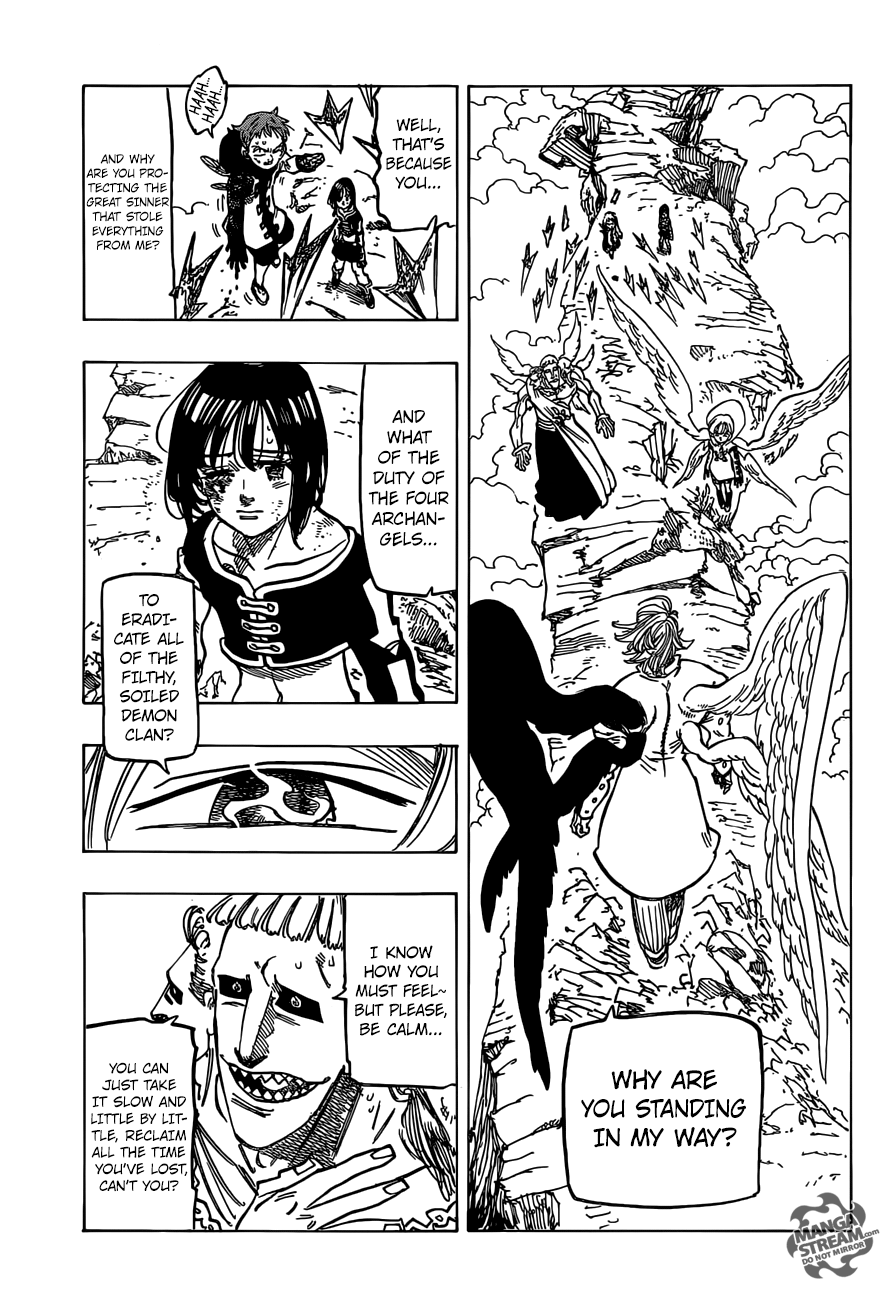 WHY ARE
YOU STANDING
IN MY WAY?
WELL,
THAT'S
BECAUSE
YOU...
HAAH...
HAAH...
AND WHY
ARE YOU PRO-
TECTING THE
GREAT SINNER
THAT STOLE
EVERYTHING
FROM ME?
AND
WHAT
OF THE
DUTY OF
THE FOUR
ARCHAN-
GELS...
TO
ERADI-
CATE ALL
OF THE
FILTHY,
SOILED
DEMON
CLAN?
I KNOW
HOW YOU
MUST FEEL~
BUT PLEASE,
BE CALM...
YOU CAN
JUST TAKE
IT SLOW AND
LITTLE BY LIT-
TLE, RECLAIM
ALL THE TIME
YOU'VE LOST,
CAN'T YOU?
MANGA
STREAM.com
DO NOT MIRROR